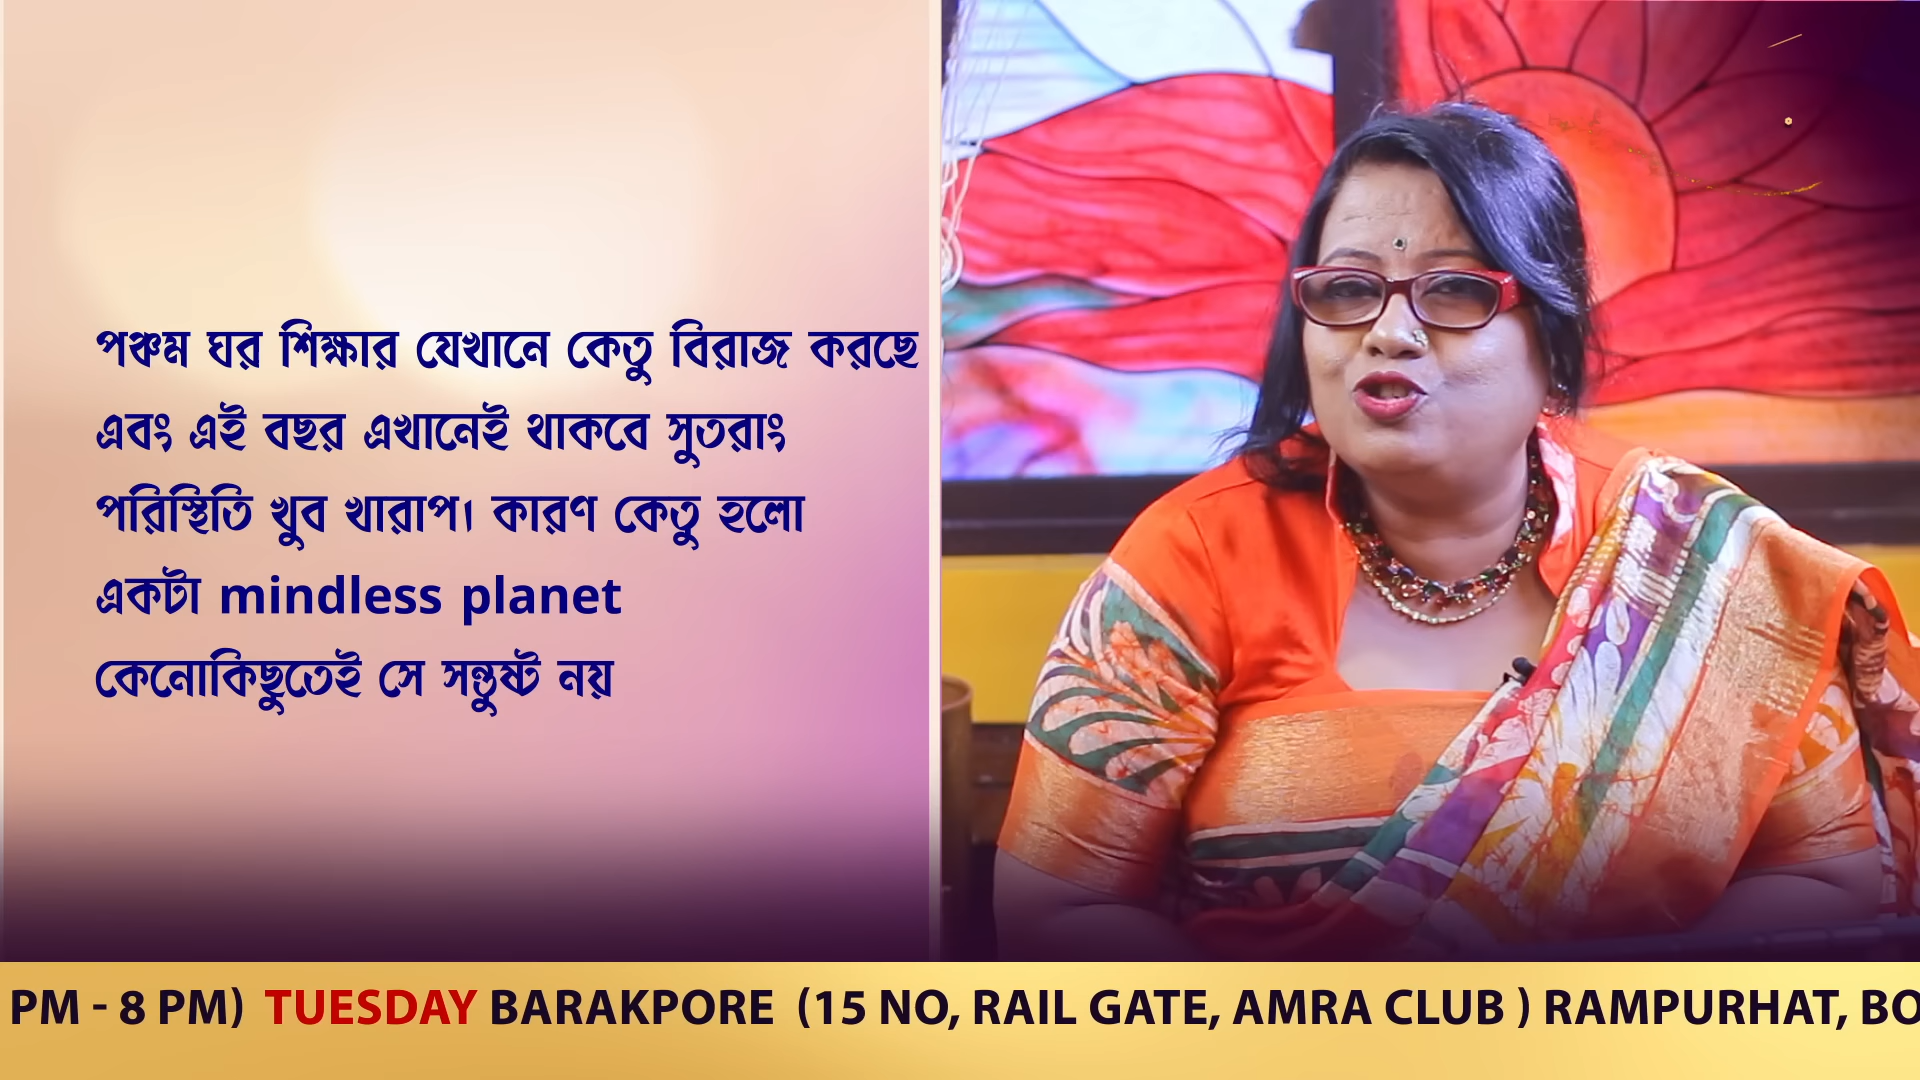 পঞ্চম ঘর শিক্ষার যেখানে কেতু বিরাজ করছে
এবং এই বছর এখানেই থাকবে সুতরাং
পরিস্থিতি খুব খারাপ। কারণ কেতু হলো
একটা mindless planet
কেনোকিছুতেই সে সন্তুষ্ট নয়
PM - 8 PM) TUESDAY BARAKPORE (15 NO, RAIL GATE, AMRA CLUB ) RAMPURHAT, BO